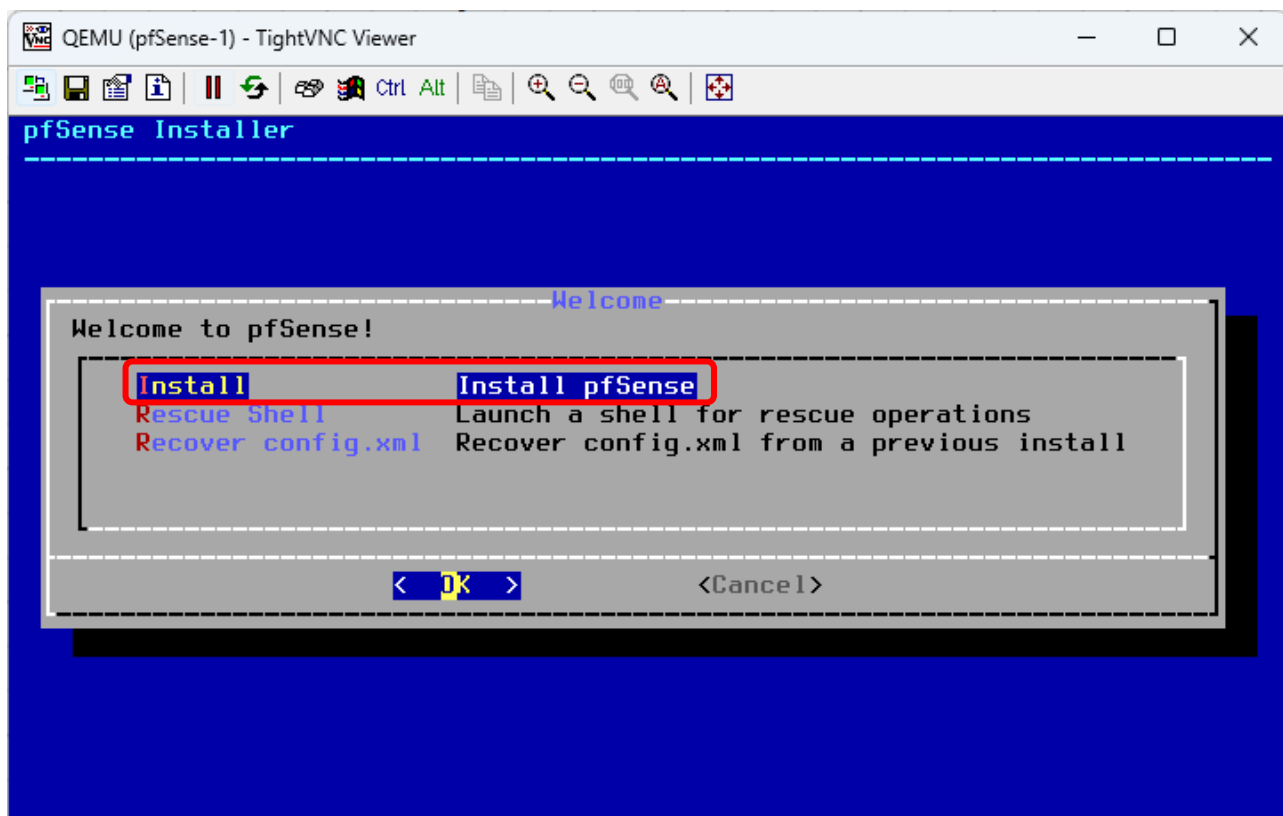 QEMU (pfSense-1) - TightVNC Viewer
Ctrl Alt
pfSense Installer
Welcome
Welcome to pfSense!
Install Install pfSense
Rescue Shell Launch a shell for rescue operations
Recover config.xml Recover config.xml from a previous install
< OK > <Cancel>